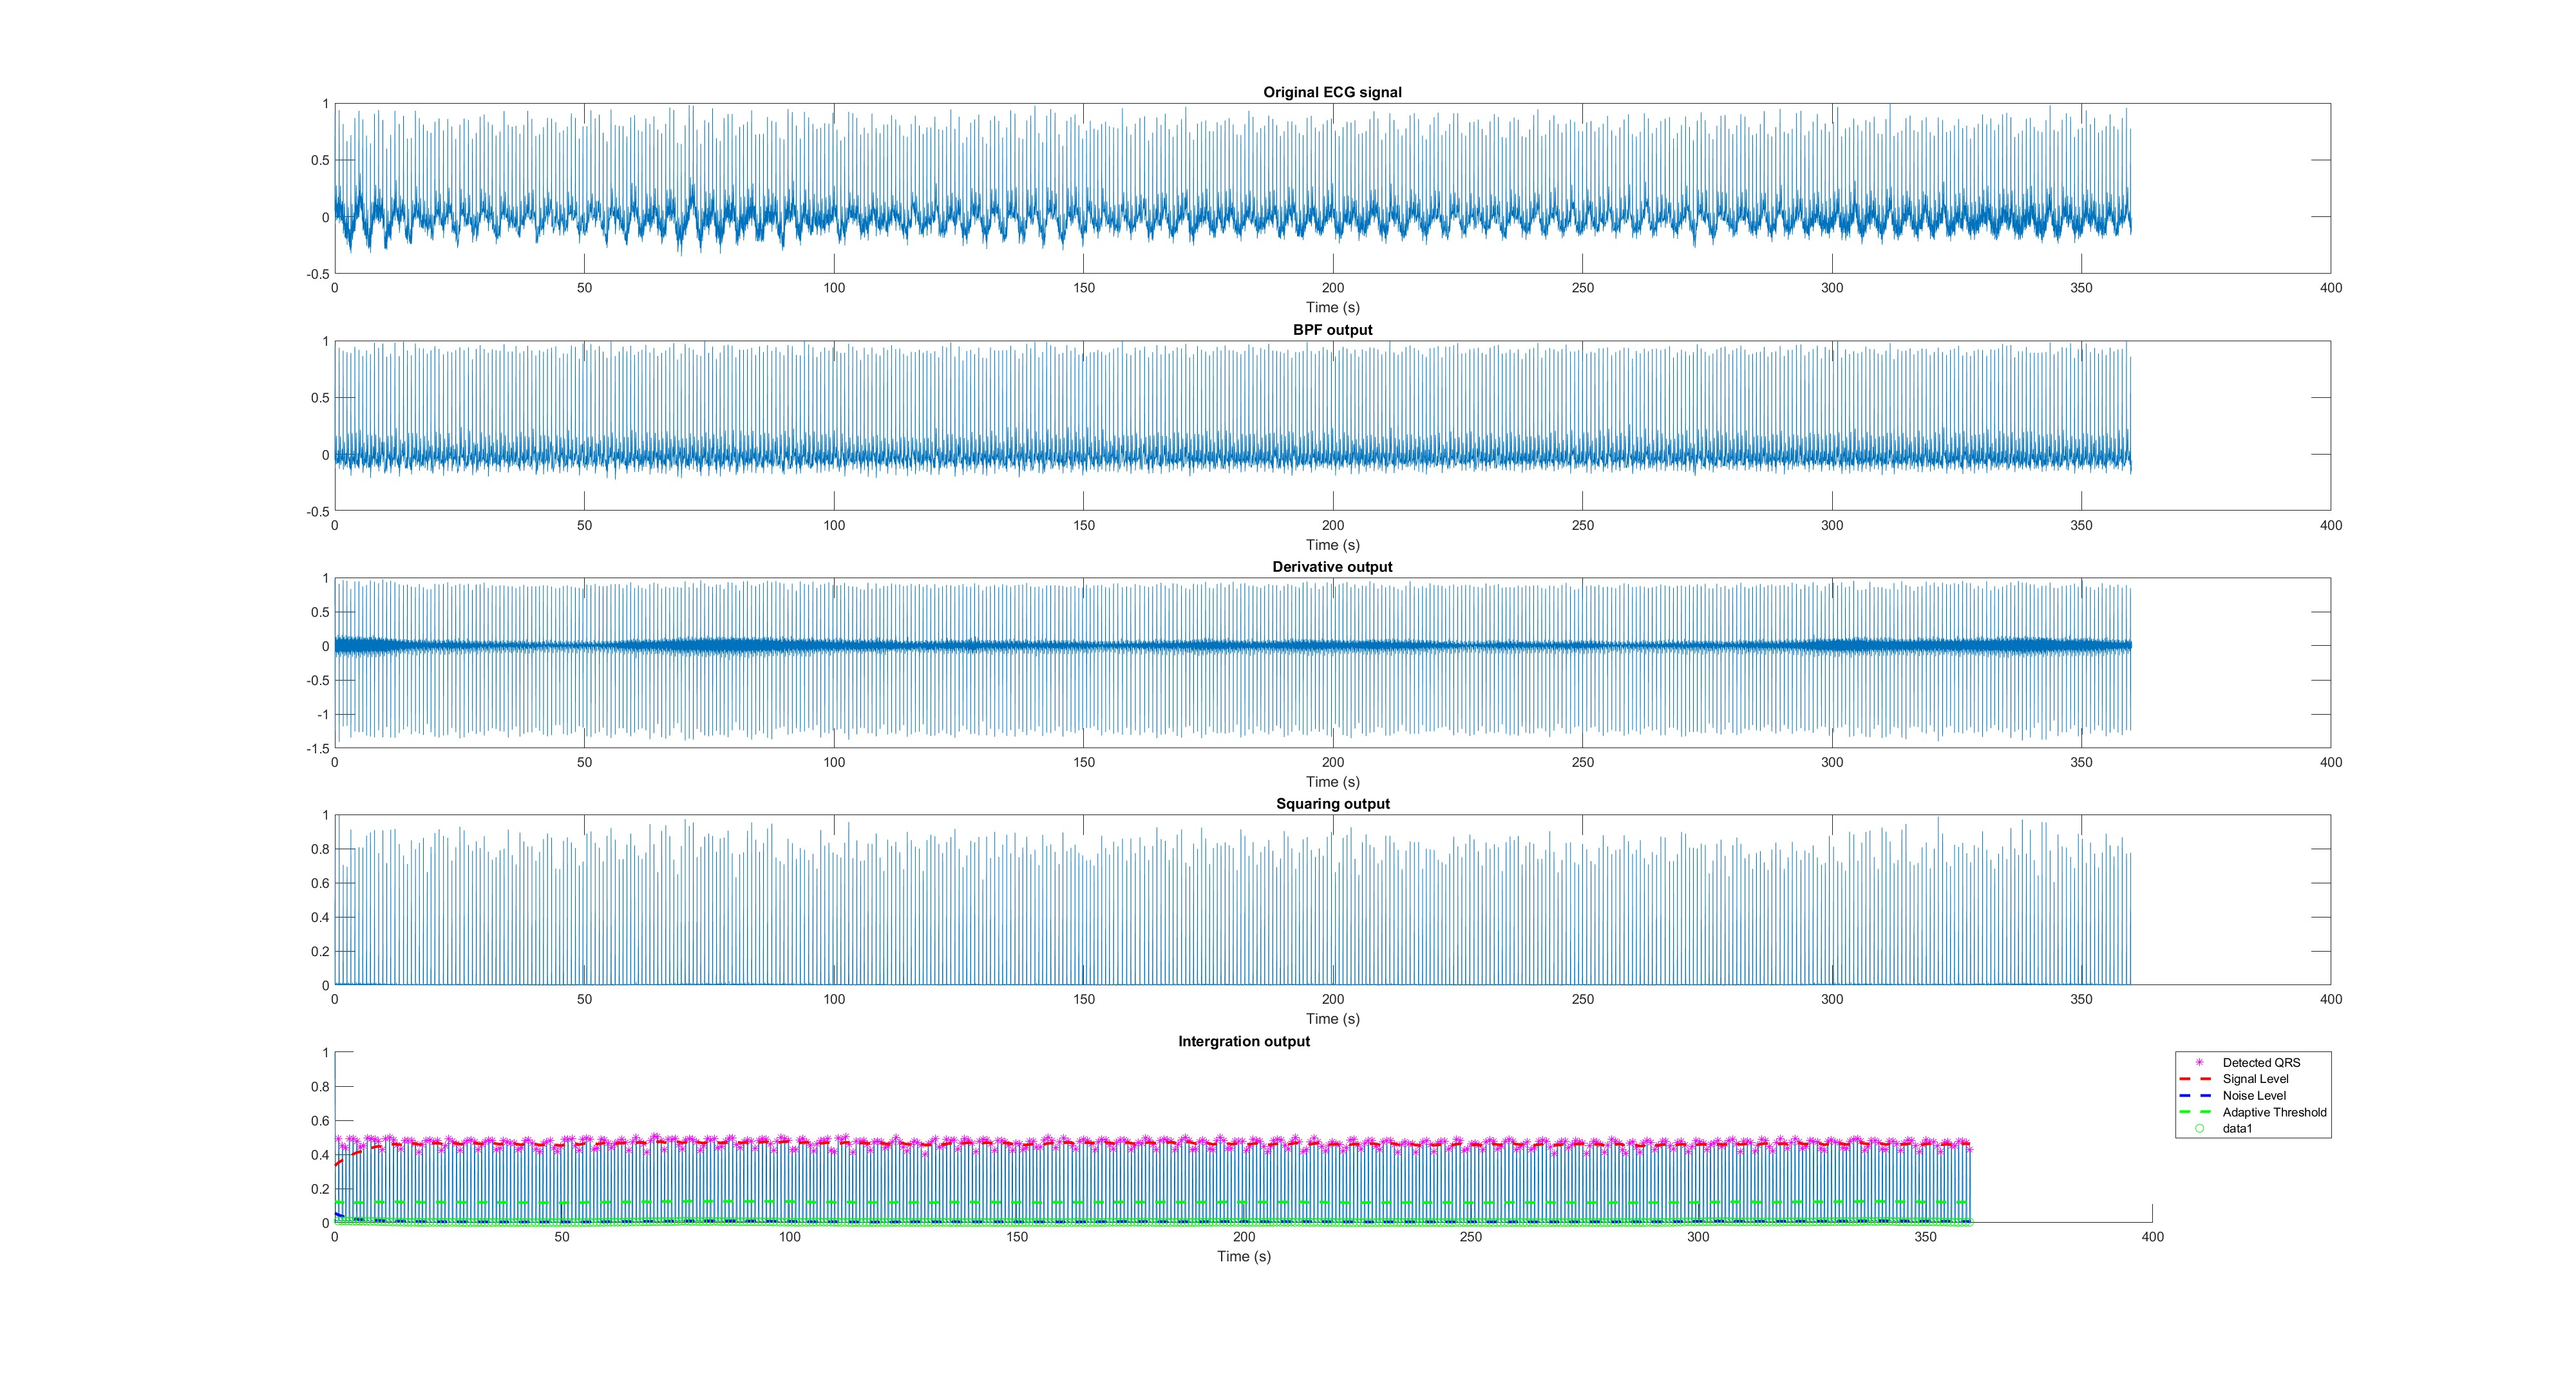 Original ECG signal
1
0.5
0
-0.5
0 50 100 150 200 250 300 350 400
Time (s)
BPF output
1
0.5
0
-0.5
0 50 100 150 200 250 300 350 400
Time (s)
Derivative output
1
0.5
0
-0.5
-1
-1.5
0 50 100 150 200 250 300 350 400
Time (s)
Squaring output
1
0.8
0.6
0.4
0.2
0
0 50 100 150 200 250 300 350 400
Time (s)
Intergration output
1
0.8
0.6
0.4
0.2
0
0 50 100 150 200 250 300 350 400
Time (s)
Detected QRS
Signal Level
Noise Level
Adaptive Threshold
data1